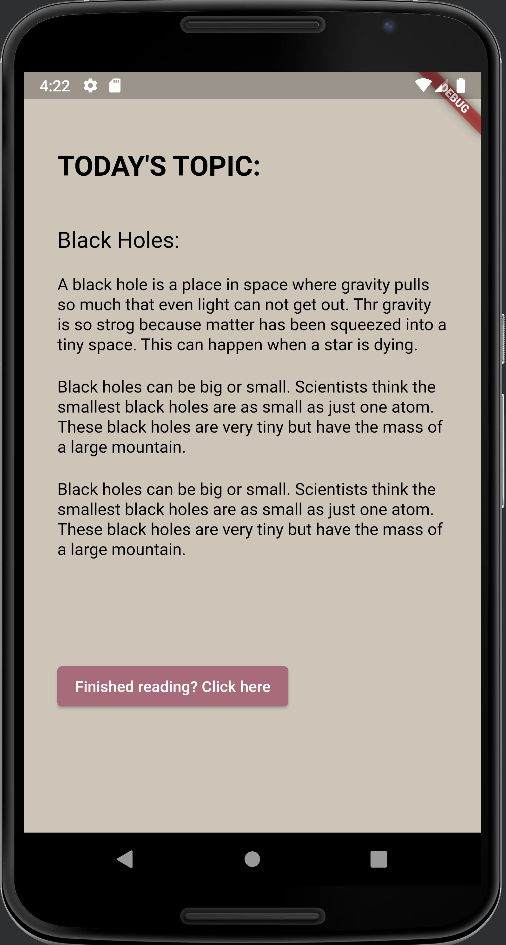 4:22
DEBUG
TODAY'S TOPIC:
Black Holes:
A black hole is a place in space where gravity pulls
so much that even light can not get out. Thr gravity
is so strog because matter has been squeezed into a
tiny space. This can happen when a star is dying.
Black holes can be big or small. Scientists think the
smallest black holes are as small as just one atom.
These black holes are very tiny but have the mass of
a large mountain.
Black holes can be big or small. Scientists think the
smallest black holes are as small as just one atom.
These black holes are very tiny but have the mass of
a large mountain.
Finished reading? Click here